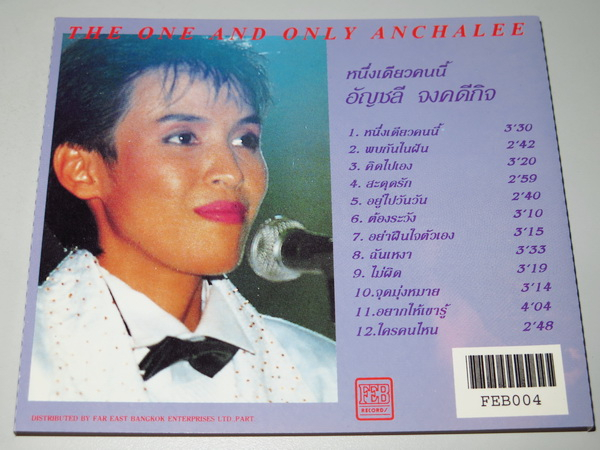 THE ONE AND ONLY ANCHALEE
หนึ่งเดียวคนนี้
อัญชลี จงคดีกิจ
1. หนึ่งเดียวคนนี้ 3'30
2. พบกันในฝัน 2'42
3. คิดไปเอง 3'20
4. สะดุดรัก 2'59
5. อยู่ไปวันวัน 2'40
6. ต้องระวัง 3'10
7. อย่าฝืนใจตัวเอง 3'15
8. ฉันเหงา 3'33
9. ไม่ผิด 3'19
10.จุดมุ่งหมาย 3'14
11.อยากให้เขารู้ 4'04
12.ใครคนไหน 2'48
FEB
RECORDS
FEB004
DISTRIBUTED BY FAR EAST BANGKOK ENTERPRISES LTD.,PART.